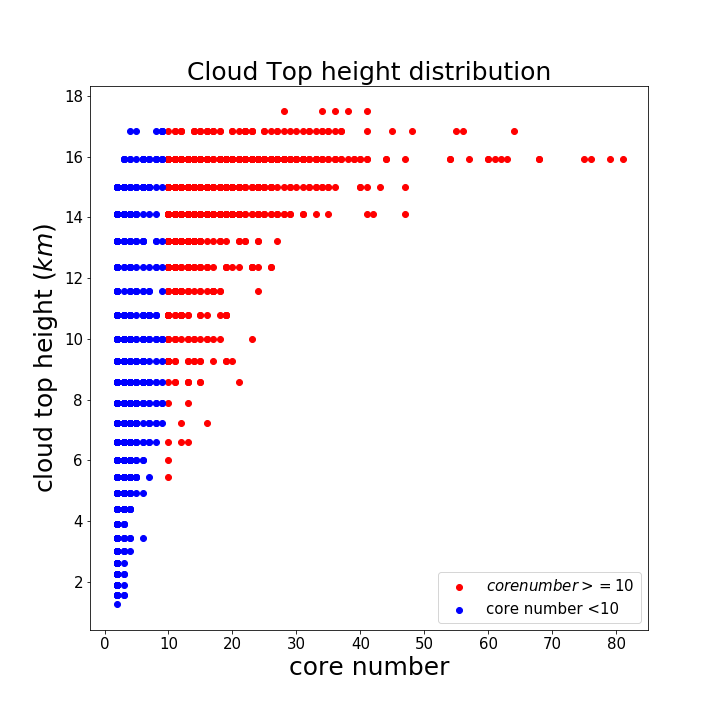 Cloud Top height distribution
cloud top height (km)
18
16
14
12
10
8
6
4
2
0 10 20 30 40 50 60 70 80
core number
corenumber >= 10
core number <10